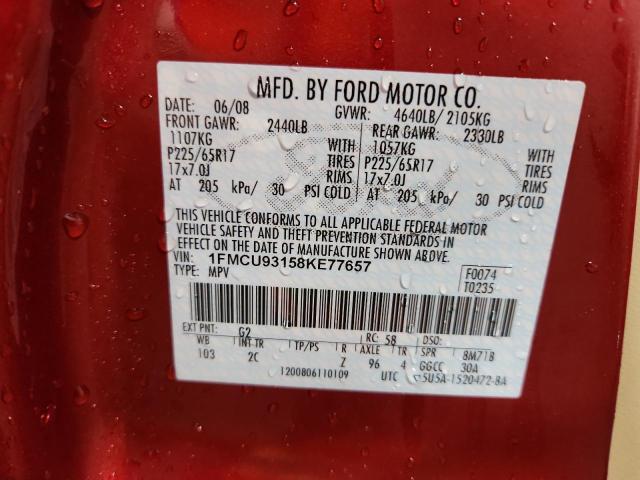 MFD. BY FORD MOTOR CO.
DATE: 06/08 GVWR: 4640LB/ 2105KG
FRONT GAWR: 2440LB REAR GAWR: 2330LB
1107KG WITH 1057KG WITH
P225/65R17 TIRES P225/65R17 TIRES
17x7.0J RIMS 17x7.0J RIMS
AT 205 kPa/ 30 PSI COLD AT 205 kPa/ 30 PSI COLD
THIS VEHICLE CONFORMS TO ALL APPLICABLE FEDERAL MOTOR
VEHICLE SAFETY AND THEFT PREVENTION STANDARDS IN
EFFECT ON THE DATE OF MANUFACTURE SHOWN ABOVE.
VIN: 1FMCU93158KE77657
TYPE: MPV F0074
T0235
EXT PNT: G2 RC: 58 DSO:
WB INT TR TP/PS R AXLE TR SPR 8M71B
103 2C Z 96 4 GGCC 30A
1200806110109 UTC 5U5A-1520472-BA